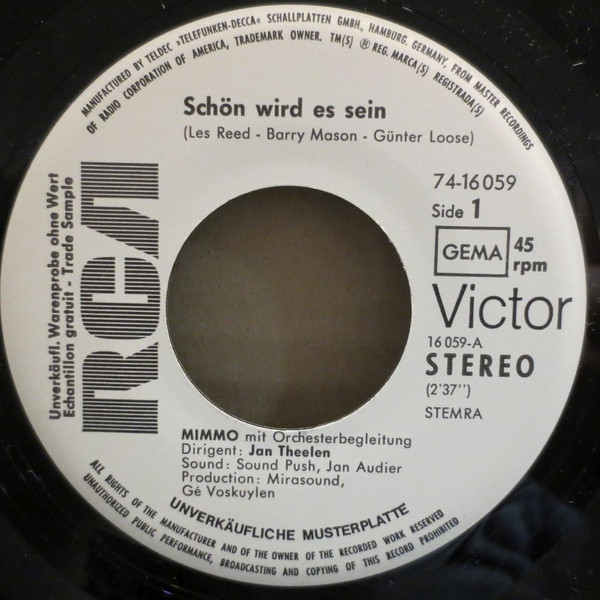 MANUFACTURED BY TELDEC »TELEFUNKEN-DECCA« SCHALLPLATTEN GMBH., HAMBURG. GERMANY, FROM MASTER RECORDINGS
OF RADIO CORPORATION OF AMERICA, TRADEMARK OWNER. TM(S) ® REG. MARCA(S) REGISTRADA(S)
Schön wird es sein
(Les Reed - Barry Mason - Günter Loose)
74-16059
Side 1
GEMA
45
rpm
Victor
16059-A
STEREO
(2'37'')
STEMRA
RCA
Unverkäufl. Warenprobe ohne Wert
Echantillon gratuit - Trade Sample
MIMMO mit Orchesterbegleitung
Dirigent: Jan Theelen
Sound: Sound Push, Jan Audier
Production: Mirasound,
Gé Voskuylen
UNVERKÄUFLICHE MUSTERPLATTE
ALL RIGHTS OF THE MANUFACTURER AND OF THE OWNER OF THE RECORDED WORK RESERVED
UNAUTHORIZED PUBLIC PERFORMANCE, BROADCASTING AND COPYING OF THIS RECORD PROHIBITED